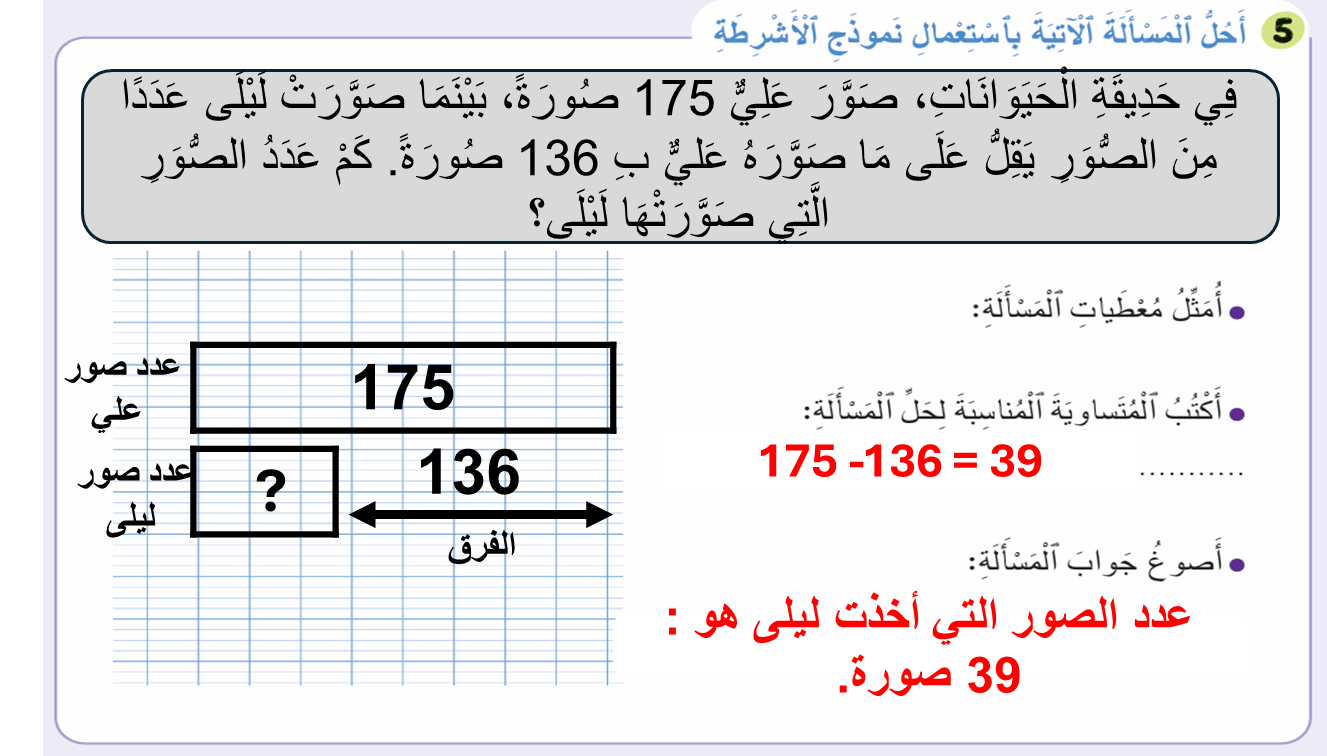 5 أَحُلُّ ٱلْمَسْأَلَةَ ٱلْآتِيَةَ بِٱسْتِعْمالِ نَموذَجِ ٱلْأَشْرِطَةِ
فِي حَدِيقَةِ الْحَيَوَانَاتِ، صَوَّرَ عَلِيٌّ 175 صُورَةً، بَيْنَمَا صَوَّرَتْ لَيْلَى عَدَدًا
مِنَ الصُّوَرِ يَقِلُّ عَلَى مَا صَوَّرَهُ عَليٌّ ب 136 صُورَةً. كَمْ عَدَدُ الصُّوَرِ
الَّتِي صَوَّرَتْهَا لَيْلَى؟
• أُمَثِّلُ مُعْطَياتِ ٱلْمَسْأَلَةِ:
عدد صور
علي
175
• أَكْتُبُ ٱلْمُتَساوِيَةَ ٱلْمُناسِبَةَ لِحَلِّ ٱلْمَسْأَلَةِ:
175 -136 = 39 ...........
عدد صور
ليلى
?
136
الفرق
• أَصوغُ جَوابَ ٱلْمَسْأَلَةِ:
عدد الصور التي أخذت ليلى هو :
39 صورة.